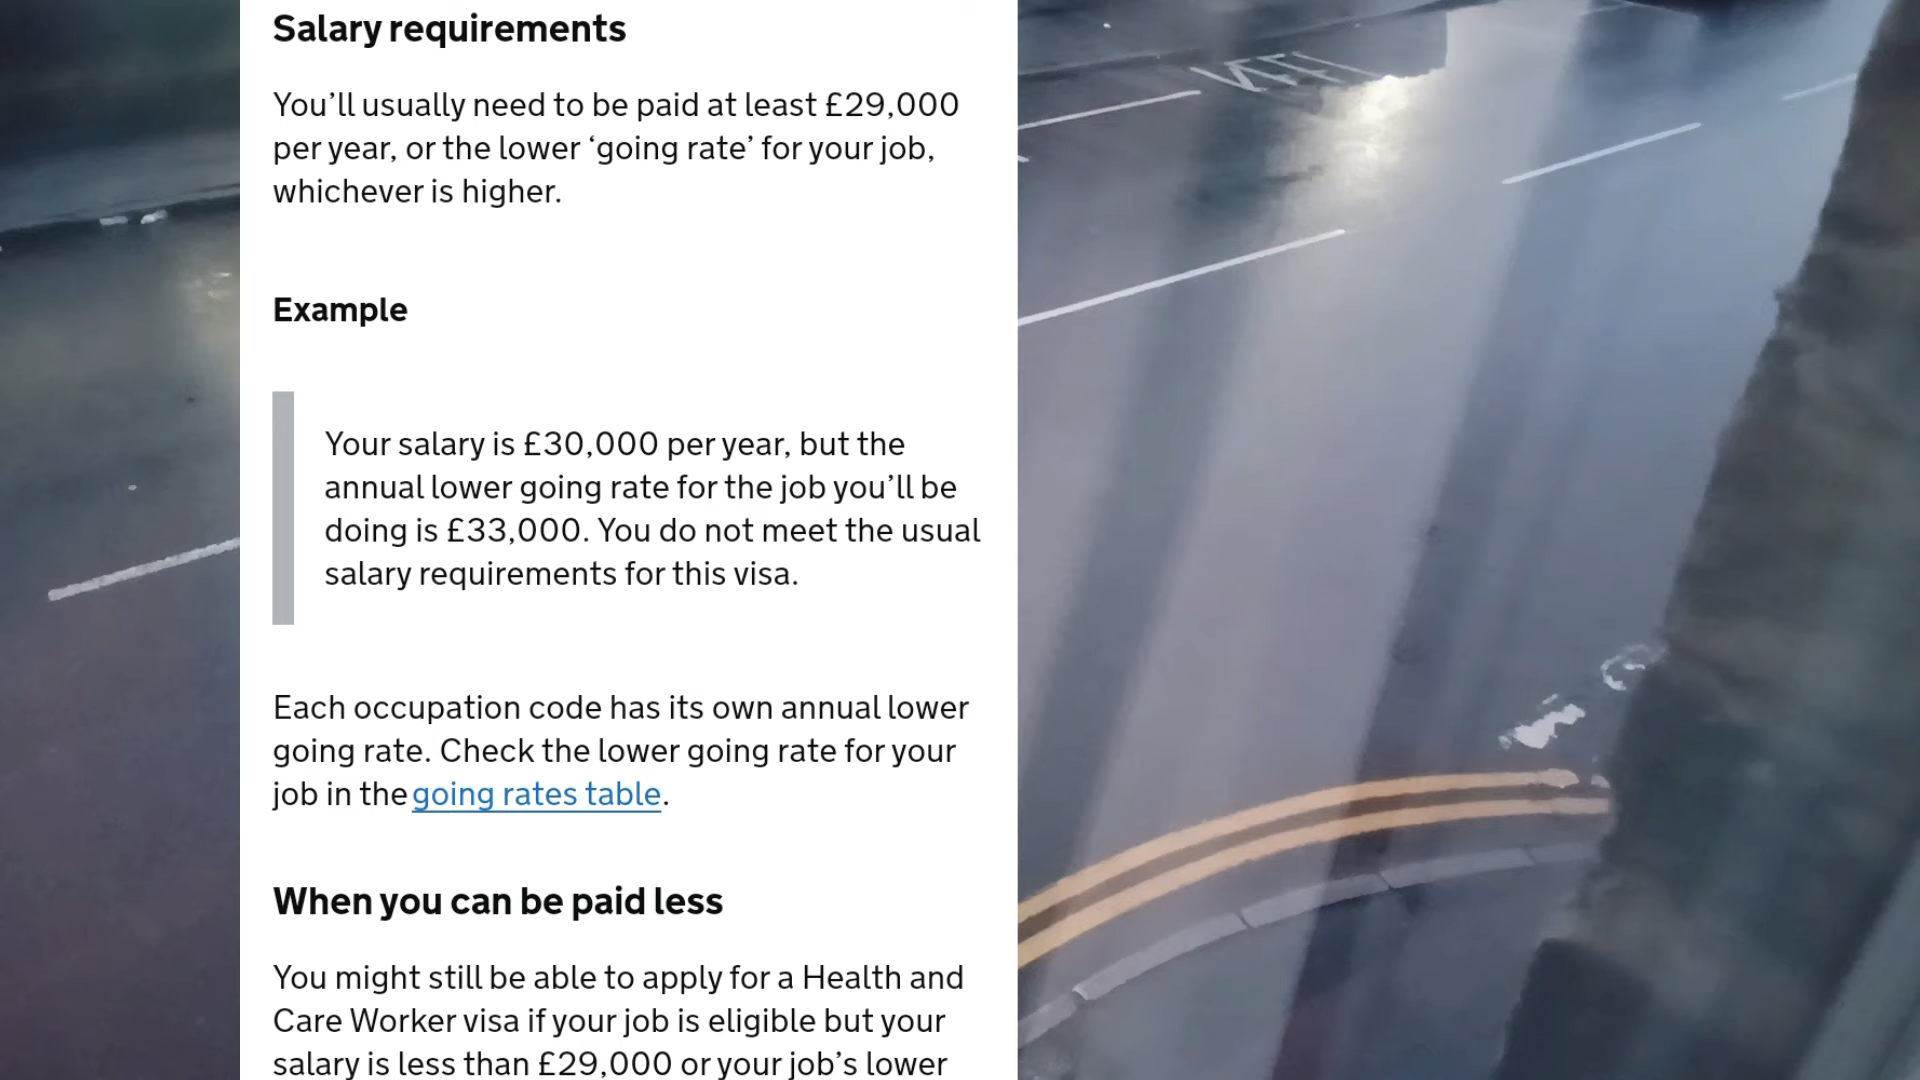 Salary requirements
You’ll usually need to be paid at least £29,000
per year, or the lower ‘going rate’ for your job,
whichever is higher.
Example
Your salary is £30,000 per year, but the
annual lower going rate for the job you’ll be
doing is £33,000. You do not meet the usual
salary requirements for this visa.
Each occupation code has its own annual lower
going rate. Check the lower going rate for your
job in the going rates table.
When you can be paid less
You might still be able to apply for a Health and
Care Worker visa if your job is eligible but your
salary is less than £29,000 or your job’s lower